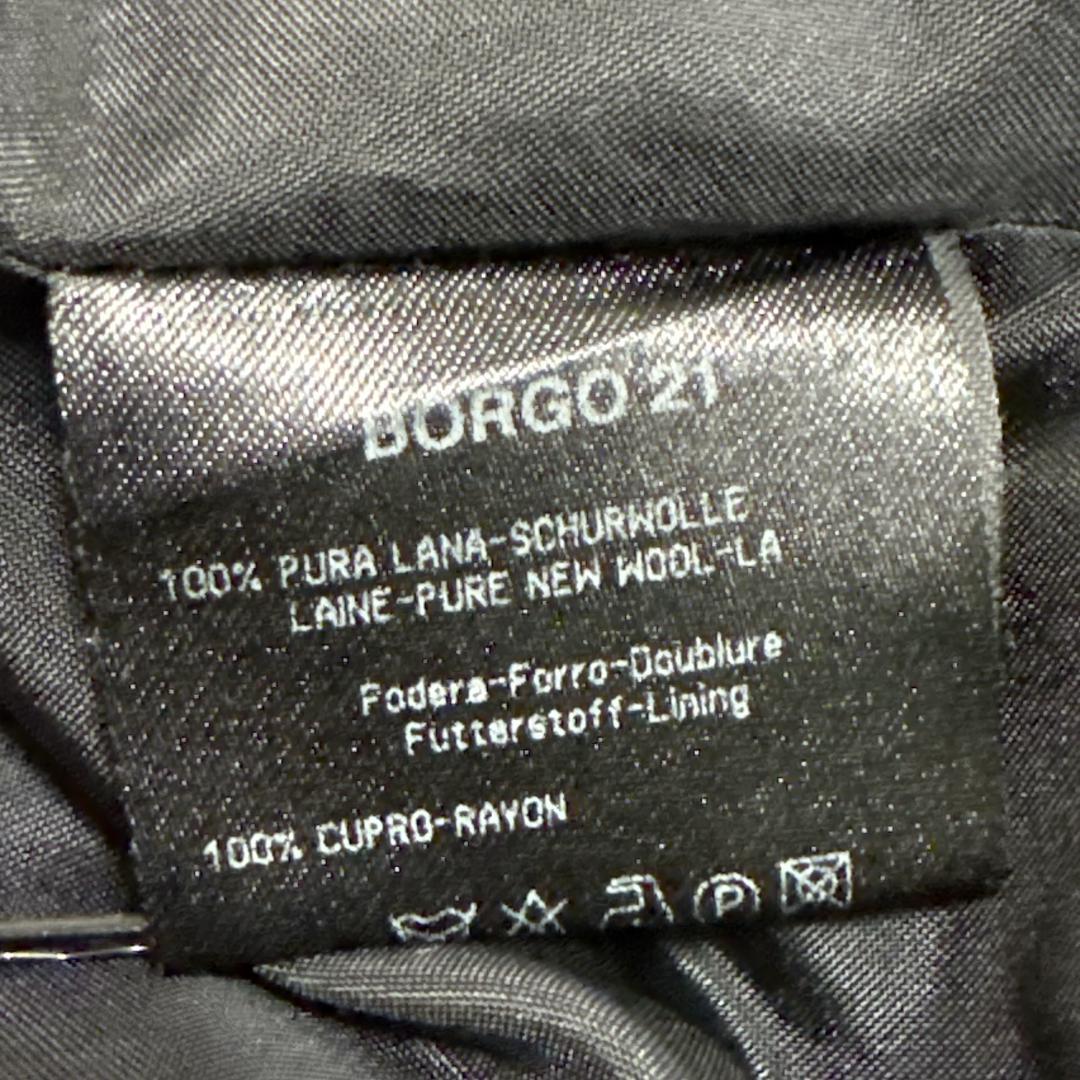 BORGO 21
100% PURA LANA-SCHURWOLLE
LAINE-PURE NEW WOOL-LA
Fodera-Forro-Doublure
Futterstoff-Lining
100% CUPRO-RAYON
P